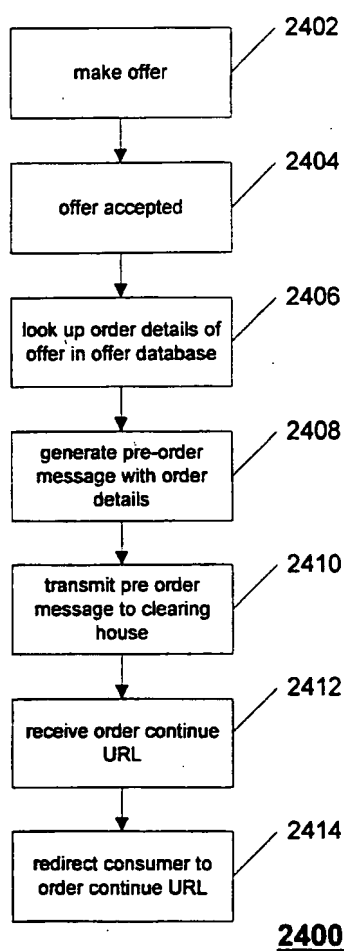 2402
make offer
2404
offer accepted
2406
look up order details of
offer in offer database
2408
generate pre-order
message with order
details
2410
transmit pre order
message to clearing
house
2412
receive order continue
URL
2414
redirect consumer to
order continue URL
2400